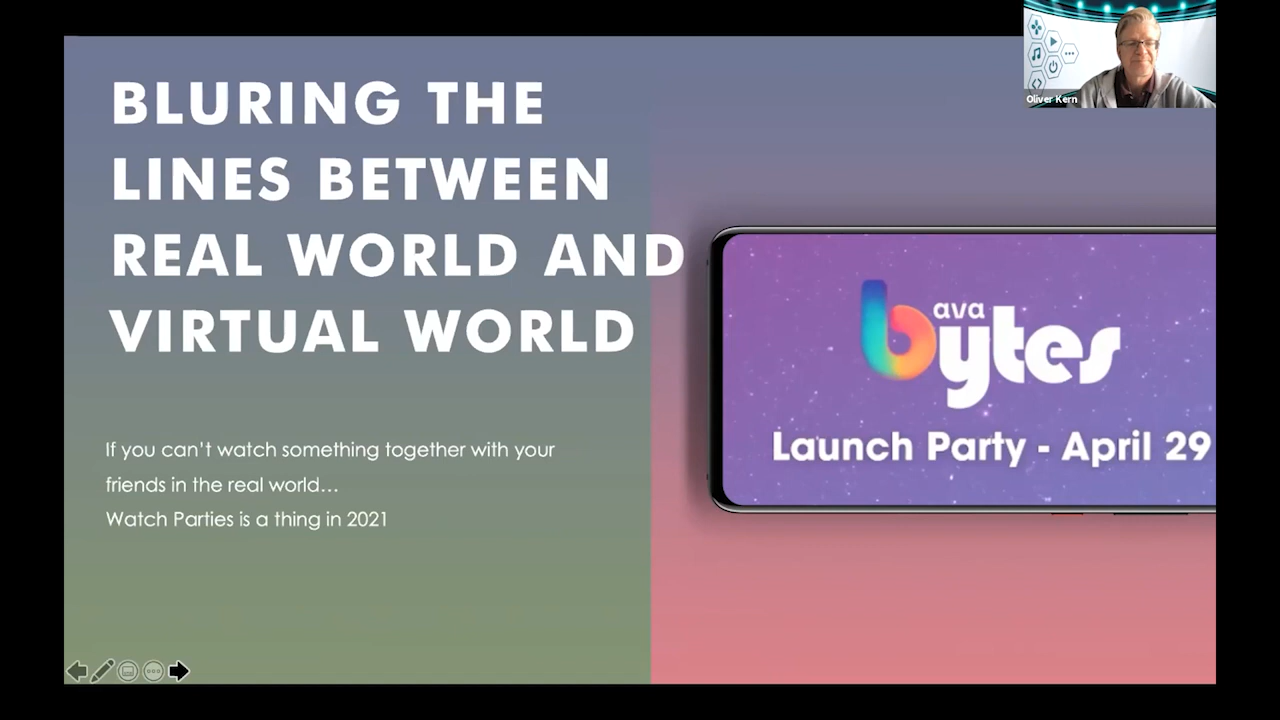 Oliver Kern
BLURING THE
LINES BETWEEN
REAL WORLD AND
VIRTUAL WORLD
If you can't watch something together with your
friends in the real world...
Watch Parties is a thing in 2021
ava
bytes
Launch Party - April 29